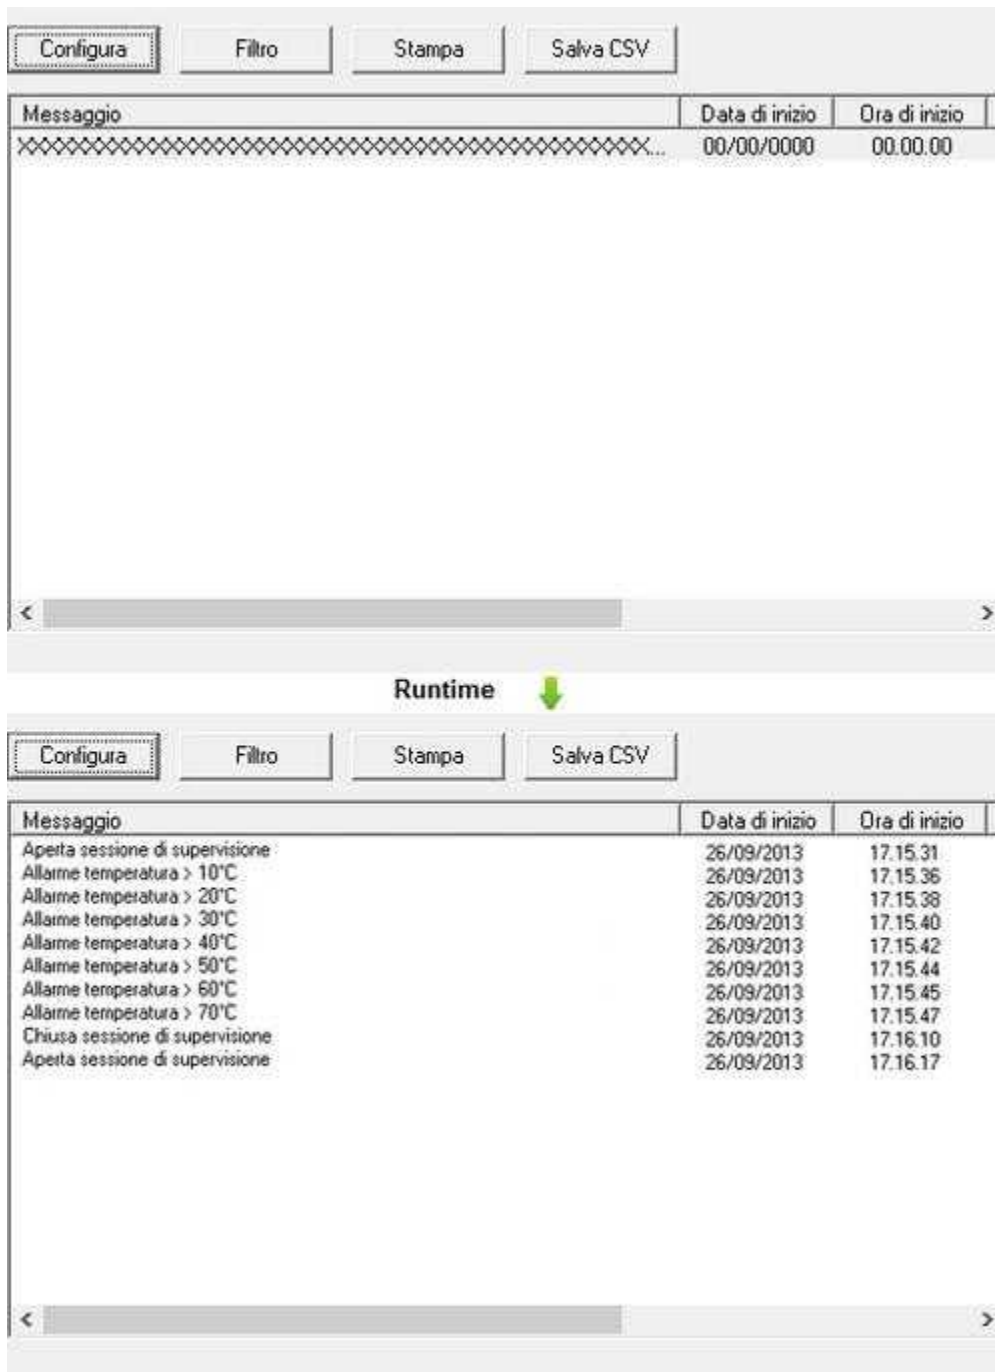 Configura Filtro Stampa Salva CSV
Messaggio Data di inizio Ora di inizio
XXXXXXXXXXXXXXXXXXXXXXXXXXXXXXXXXXXXXXXXXXXXXXXX... 00/00/0000 00.00.00
Runtime
Configura Filtro Stampa Salva CSV
Messaggio Data di inizio Ora di inizio
Aperta sessione di supervisione 26/09/2013 17.15.31
Allarme temperatura > 10°C 26/09/2013 17.15.36
Allarme temperatura > 20°C 26/09/2013 17.15.38
Allarme temperatura > 30°C 26/09/2013 17.15.40
Allarme temperatura > 40°C 26/09/2013 17.15.42
Allarme temperatura > 50°C 26/09/2013 17.15.44
Allarme temperatura > 60°C 26/09/2013 17.15.45
Allarme temperatura > 70°C 26/09/2013 17.15.47
Chiusa sessione di supervisione 26/09/2013 17.16.10
Aperta sessione di supervisione 26/09/2013 17.16.17